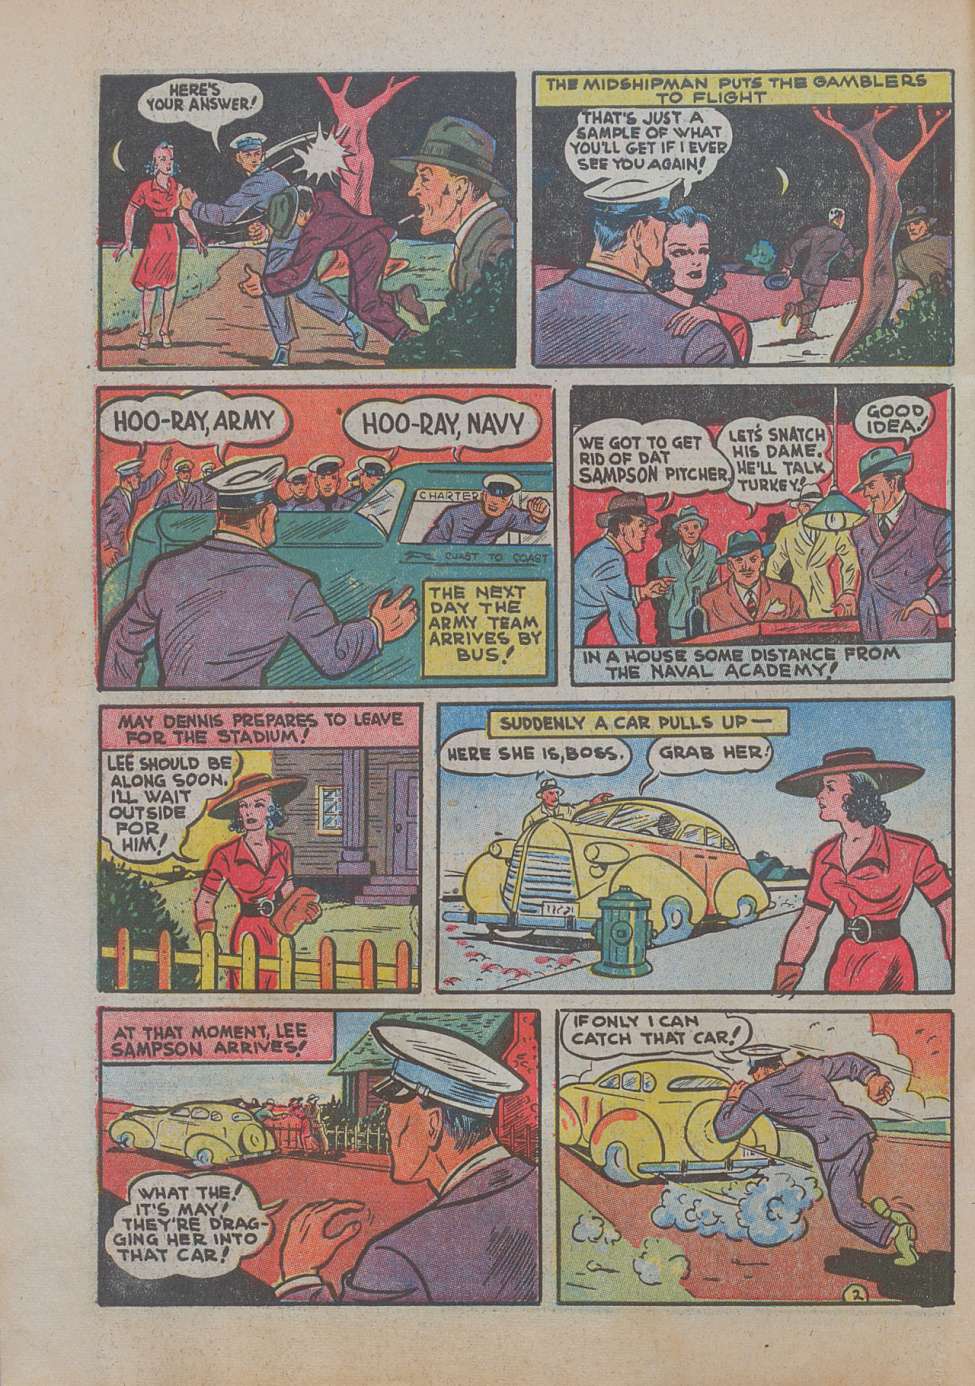 HERE'S
YOUR ANSWER!
THE MIDSHIPMAN PUTS THE GAMBLERS
TO FLIGHT
THAT'S JUST A
SAMPLE OF WHAT
YOU'LL GET IF I EVER
SEE YOU AGAIN!
HOO-RAY, ARMY
HOO-RAY, NAVY
CHARTER
COAST TO COAST
THE NEXT
DAY THE
ARMY TEAM
ARRIVES BY
BUS!
WE GOT TO GET
RID OF DAT
SAMPSON PITCHER
LET'S SNATCH
HIS DAME.
HE'LL TALK
TURKEY!
GOOD
IDEA!
IN A HOUSE SOME DISTANCE FROM
THE NAVAL ACADEMY!
MAY DENNIS PREPARES TO LEAVE
FOR THE STADIUM!
LEE SHOULD BE
ALONG SOON.
I'LL WAIT
OUTSIDE
FOR
HIM!
SUDDENLY A CAR PULLS UP—
HERE SHE IS, BOSS.
GRAB HER!
AT THAT MOMENT, LEE
SAMPSON ARRIVES!
WHAT THE!
IT'S MAY!
THEY'RE DRAG-
GING HER INTO
THAT CAR!
IF ONLY I CAN
CATCH THAT CAR!
2